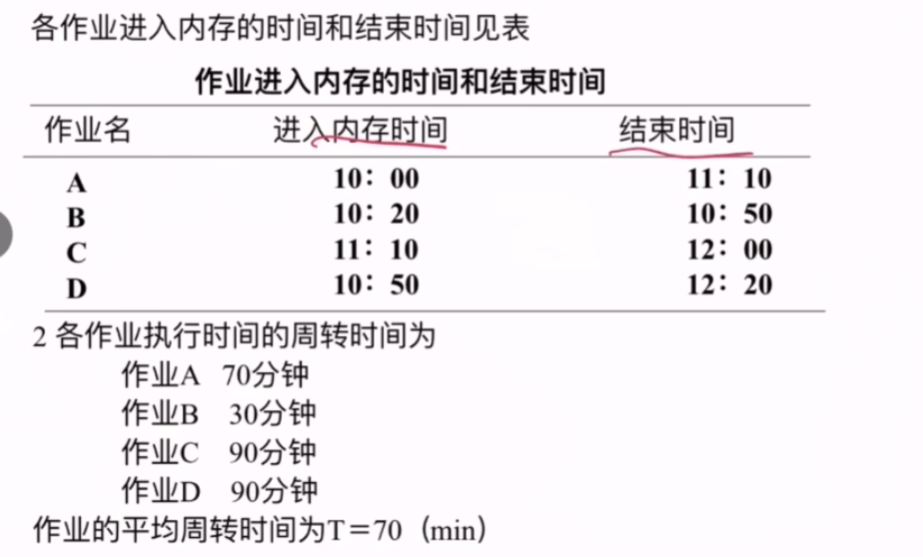 各作业进入内存的时间和结束时间见表
作业进入内存的时间和结束时间
作业名 进入内存时间 结束时间
A 10：00 11：10
B 10：20 10：50
C 11：10 12：00
D 10：50 12：20
2 各作业执行时间的周转时间为
作业A 70分钟
作业B 30分钟
作业C 90分钟
作业D 90分钟
作业的平均周转时间为T＝70（min）